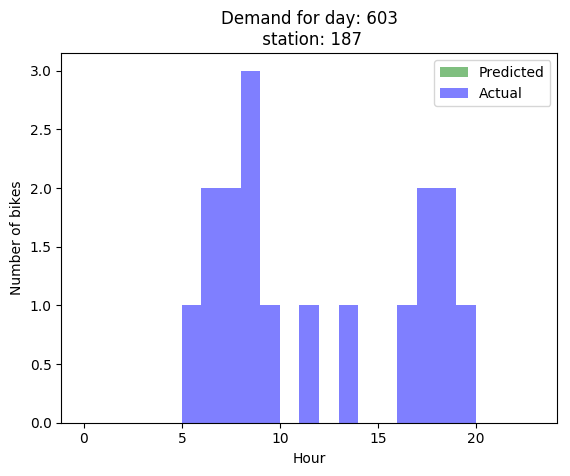 Demand for day: 603
station: 187
Predicted
Actual
Number of bikes
3.0
2.5
2.0
1.5
1.0
0.5
0.0
0
5
10
15
20
Hour